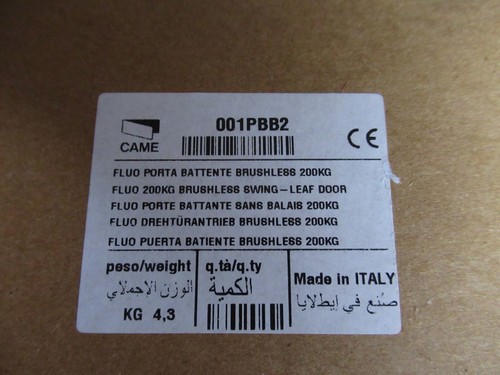 CAME
001PBB2
CE
FLUO PORTA BATTENTE BRUSHLESS 200KG
FLUO 200KG BRUSHLESS SWING-LEAF DOOR
FLUO PORTE BATTANTE SANS BALAIS 200KG
FLUO DREHTÜRANTRIEB BRUSHLESS 200KG
FLUO PUERTA BATIENTE BRUSHLESS 200KG
peso/weight
الوزن الاجمالي
KG 4,3
q.tà/q.ty
الكمية
Made in ITALY
صُنع في إيطلايا